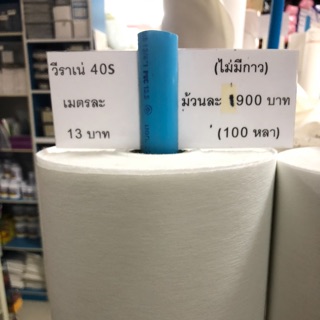 วีราเน่ 40S
เมตรละ
13 บาท
(ไม่มีกาว)
ม้วนละ 1900 บาท
(100 หลา)